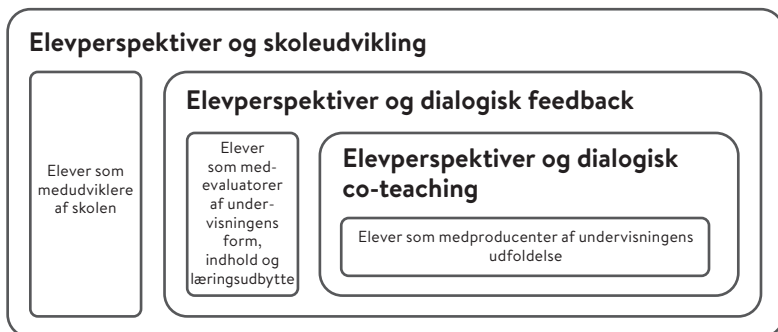 Elevperspektiver og skoleudvikling
Elever som
medudviklere
af skolen
Elevperspektiver og dialogisk feedback
Elever
som med-
evaluatorer
af under-
visningens
form,
indhold og
læringsudbytte
Elevperspektiver og dialogisk
co-teaching
Elever som medproducenter af undervisningens
udfoldelse